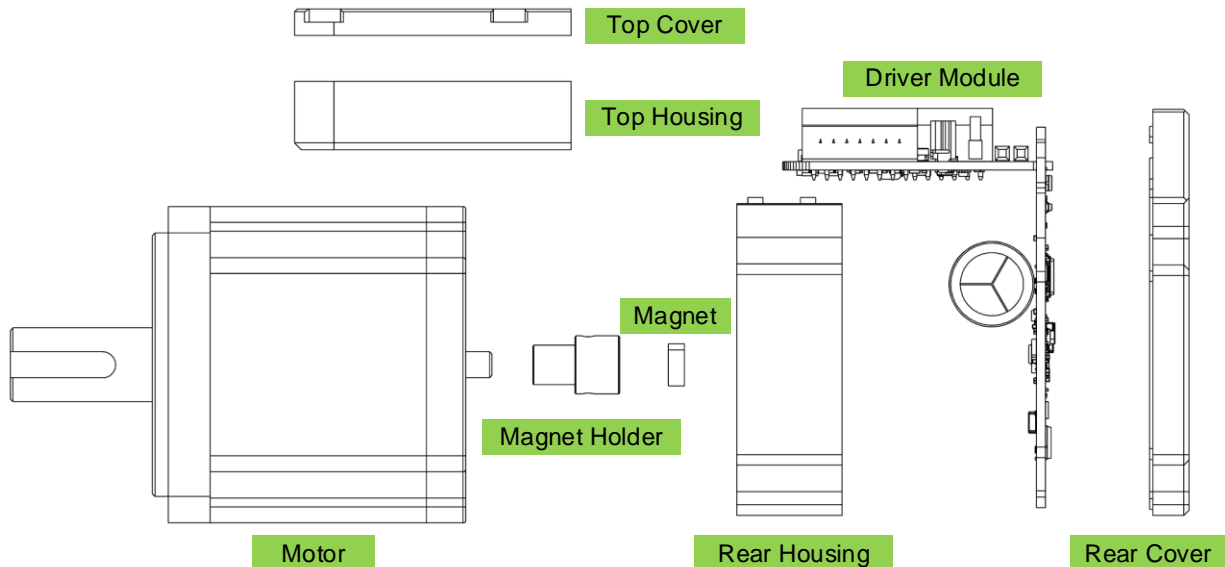 Top Cover
Driver Module
Top Housing
Magnet
Magnet Holder
Motor
Rear Housing
Rear Cover